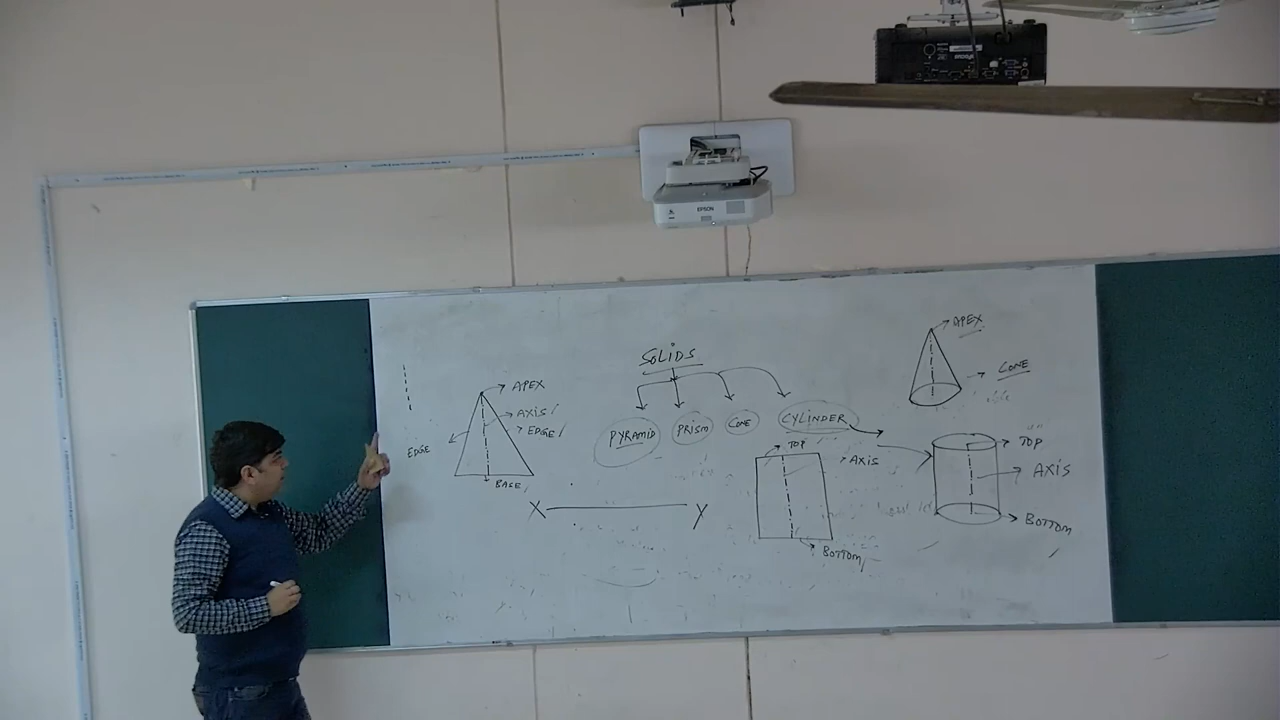 EPSON
SOLIDS
PYRAMID
PRISM
CONE
CYLINDER
APEX
AXIS/
EDGE/
EDGE
BASE/
X
Y
TOP
AXIS
BOTTOM
APEX
CONE
TOP
AXIS
BOTTOM